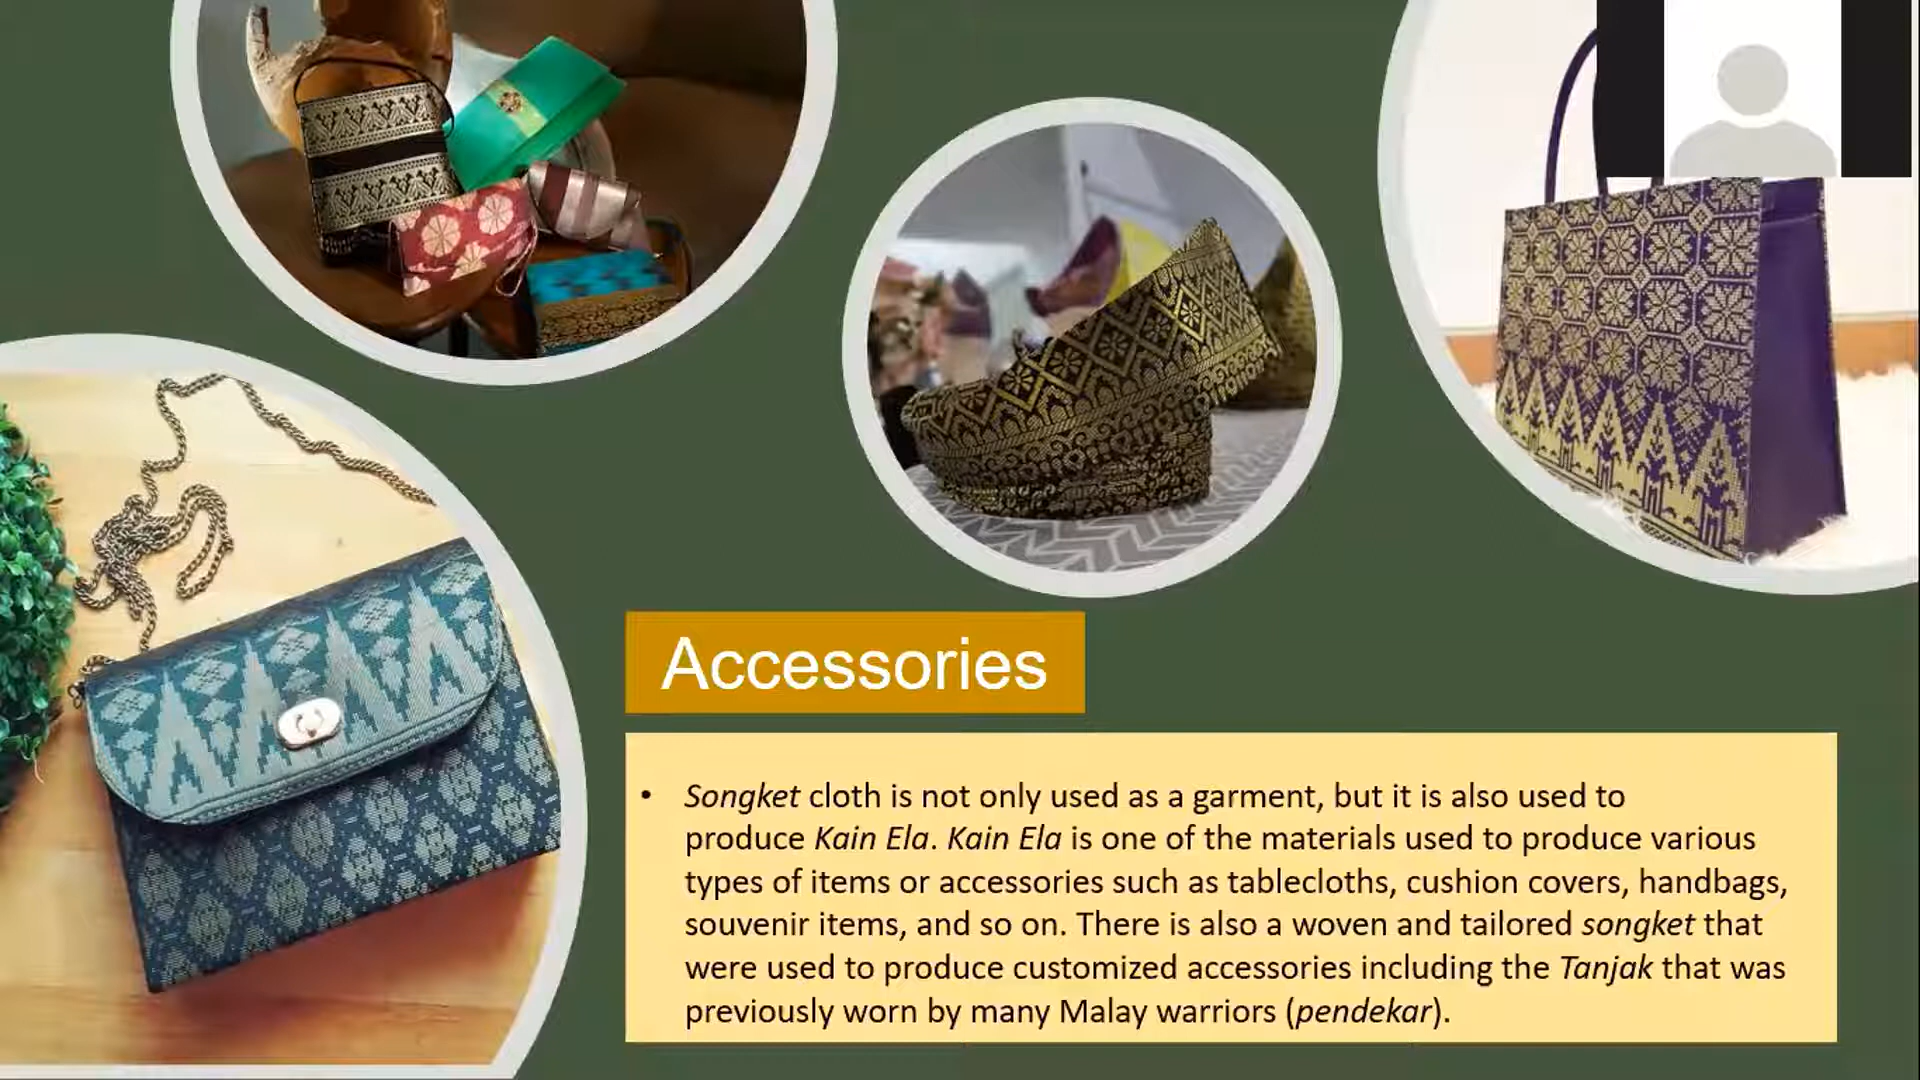 Accessories
• Songket cloth is not only used as a garment, but it is also used to
produce Kain Ela. Kain Ela is one of the materials used to produce various
types of items or accessories such as tablecloths, cushion covers, handbags,
souvenir items, and so on. There is also a woven and tailored songket that
were used to produce customized accessories including the Tanjak that was
previously worn by many Malay warriors (pendekar).